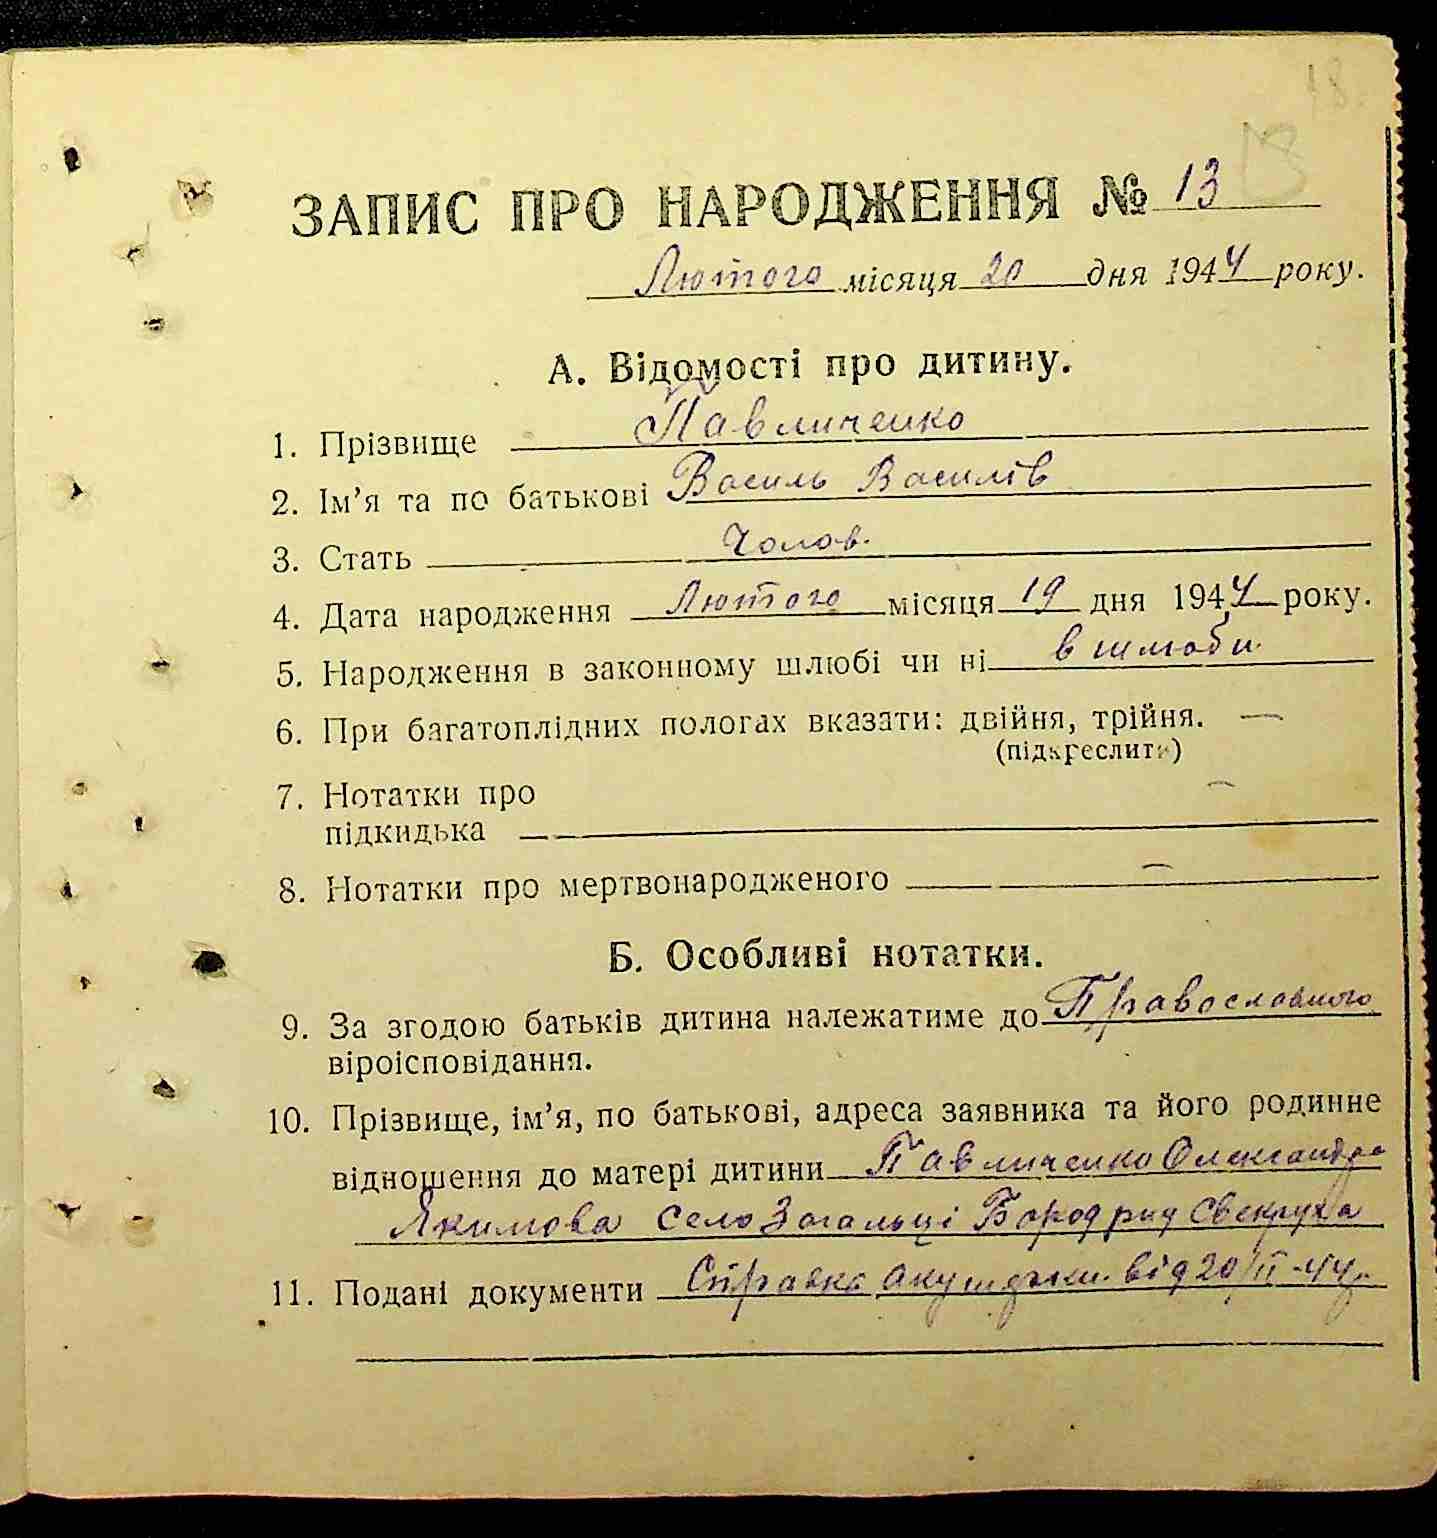 18.
ЗАПИС ПРО НАРОДЖЕННЯ № 13 13
Лютого місяця 20 дня 1944 року.
А. Відомості про дитину.
1. Прізвище Павличенко
2. Ім'я та по батькові Василь Василів
3. Стать Чолов.
4. Дата народження Лютого місяця 19 дня 1944 року.
5. Народження в законному шлюбі чи ні в шлюби
6. При багатоплідних пологах вказати: двійня, трійня. —
(підкреслити)
7. Нотатки про —
підкидька
8. Нотатки про мертвонародженого —
Б. Особливі нотатки.
9. За згодою батьків дитина належатиме до Православного
віроісповідання.
10. Прізвище, ім'я, по батькові, адреса заявника та його родинне
відношення до матері дитини Павличенко Олександра
Якимова село Загальці Бород рид Свекруха
11. Подані документи Справка акушерки від 20/II-44р